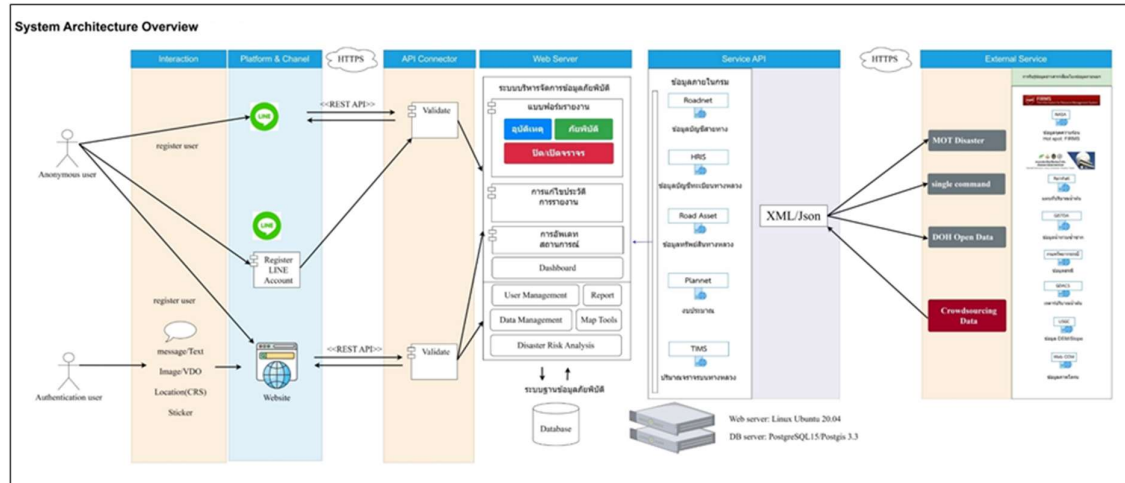 System Architecture Overview
Interaction
Platform & Chanel
HTTPS
API Connector
Web Server
Service API
HTTPS
External Service
Anonymous user
register user
register user
Authentication user
message/Text
Image/VDO
Location(CRS)
Sticker
LINE
LINE
Register
LINE
Account
Website
<<REST API>>
<<REST API>>
Validate
Validate
ระบบบริหารจัดการข้อมูลภัยพิบัติ
แบบฟอร์มรายงาน
อุบัติเหตุ
ภัยพิบัติ
ปิด/เปิดจราจร
การแก้ไขประวัติ
การรายงาน
การอัพเดท
สถานการณ์
Dashboard
User Management
Report
Data Management
Map Tools
Disaster Risk Analysis
ระบบฐานข้อมูลภัยพิบัติ
Database
ข้อมูลภายในกรม
Roadnet
ข้อมูลบัญชีสายทาง
HRIS
ข้อมูลบัญชีทะเบียนทางหลวง
Road Asset
ข้อมูลทรัพย์สินทางหลวง
Plannet
งบประมาณ
TIMS
ปริมาณจราจรบนทางหลวง
XML/Json
Web server: Linux Ubuntu 20.04
DB server: PostgreSQL15/Postgis 3.3
MOT Disaster
single command
DOH Open Data
Crowdsourcing
Data
FIRMS
NASA
Hot spot: FIRMS
GISTDA